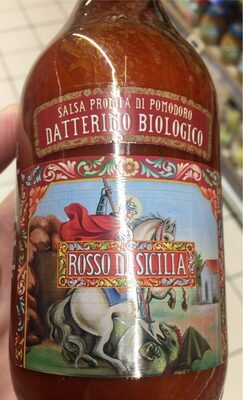 SALSA PRONTA DI POMODORO
DATTERINO BIOLOGICO
ROSSO DI SICILIA